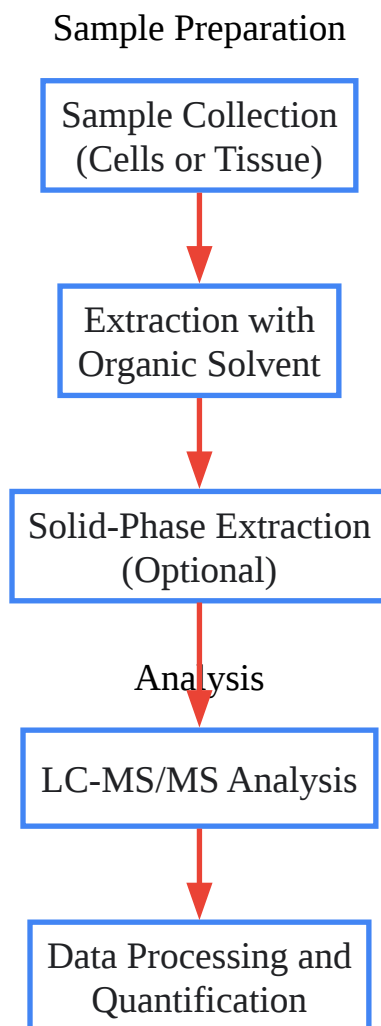 Sample Preparation
Sample Collection
(Cells or Tissue)
Extraction with
Organic Solvent
Solid-Phase Extraction
(Optional)
Analysis
LC-MS/MS Analysis
Data Processing and
Quantification